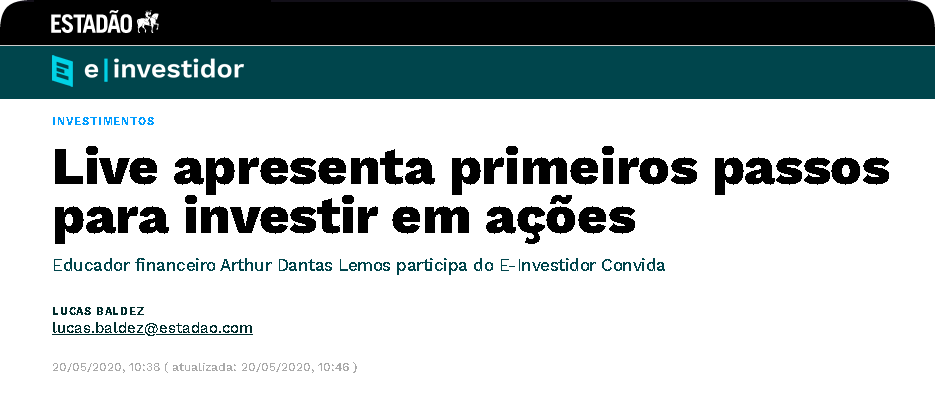 ESTADÃO
e|investidor
INVESTIMENTOS
Live apresenta primeiros passos
para investir em ações
Educador financeiro Arthur Dantas Lemos participa do E-Investidor Convida
LUCAS BALDEZ
lucas.baldez@estadao.com
20/05/2020, 10:38 ( atualizada: 20/05/2020, 10:46 )